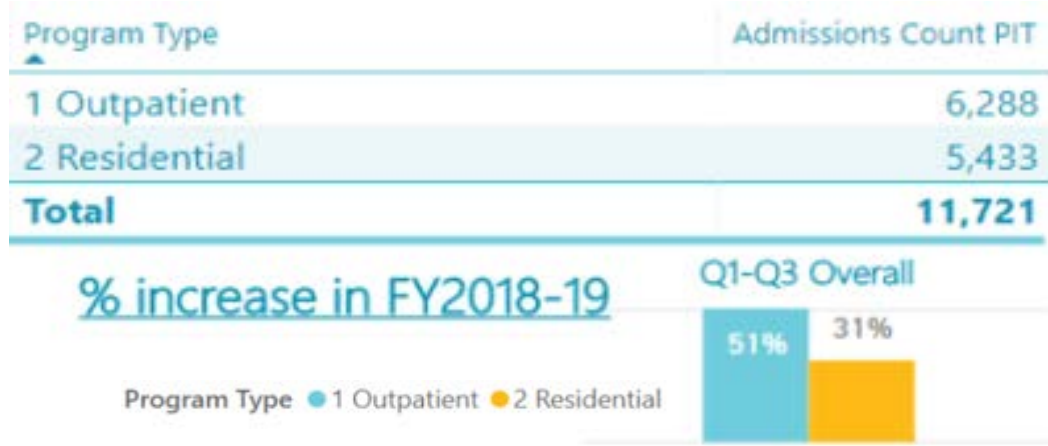 Program Type Admissions Count PIT
1 Outpatient 6,288
2 Residential 5,433
Total 11,721
% increase in FY2018-19
Q1-Q3 Overall
51% 31%
Program Type 1 Outpatient 2 Residential